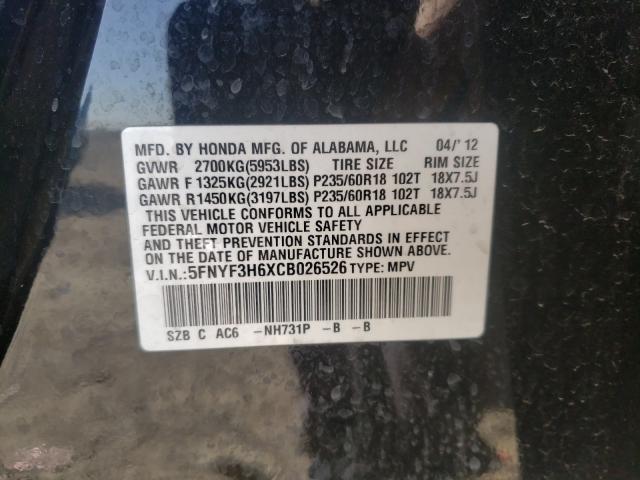 MFD. BY HONDA MFG. OF ALABAMA, LLC 04/'12
GVWR 2700KG(5953LBS) TIRE SIZE RIM SIZE
GAWR F 1325KG(2921LBS) P235/60R18 102T 18X7.5J
GAWR R1450KG(3197LBS) P235/60R18 102T 18X7.5J
THIS VEHICLE CONFORMS TO ALL APPLICABLE
FEDERAL MOTOR VEHICLE SAFETY
AND THEFT PREVENTION STANDARDS IN EFFECT
ON THE DATE OF MANUFACTURE SHOWN ABOVE.
V.I.N.:5FNYF3H6XCB026526 TYPE: MPV
SZB C AC6 -NH731P -B -B